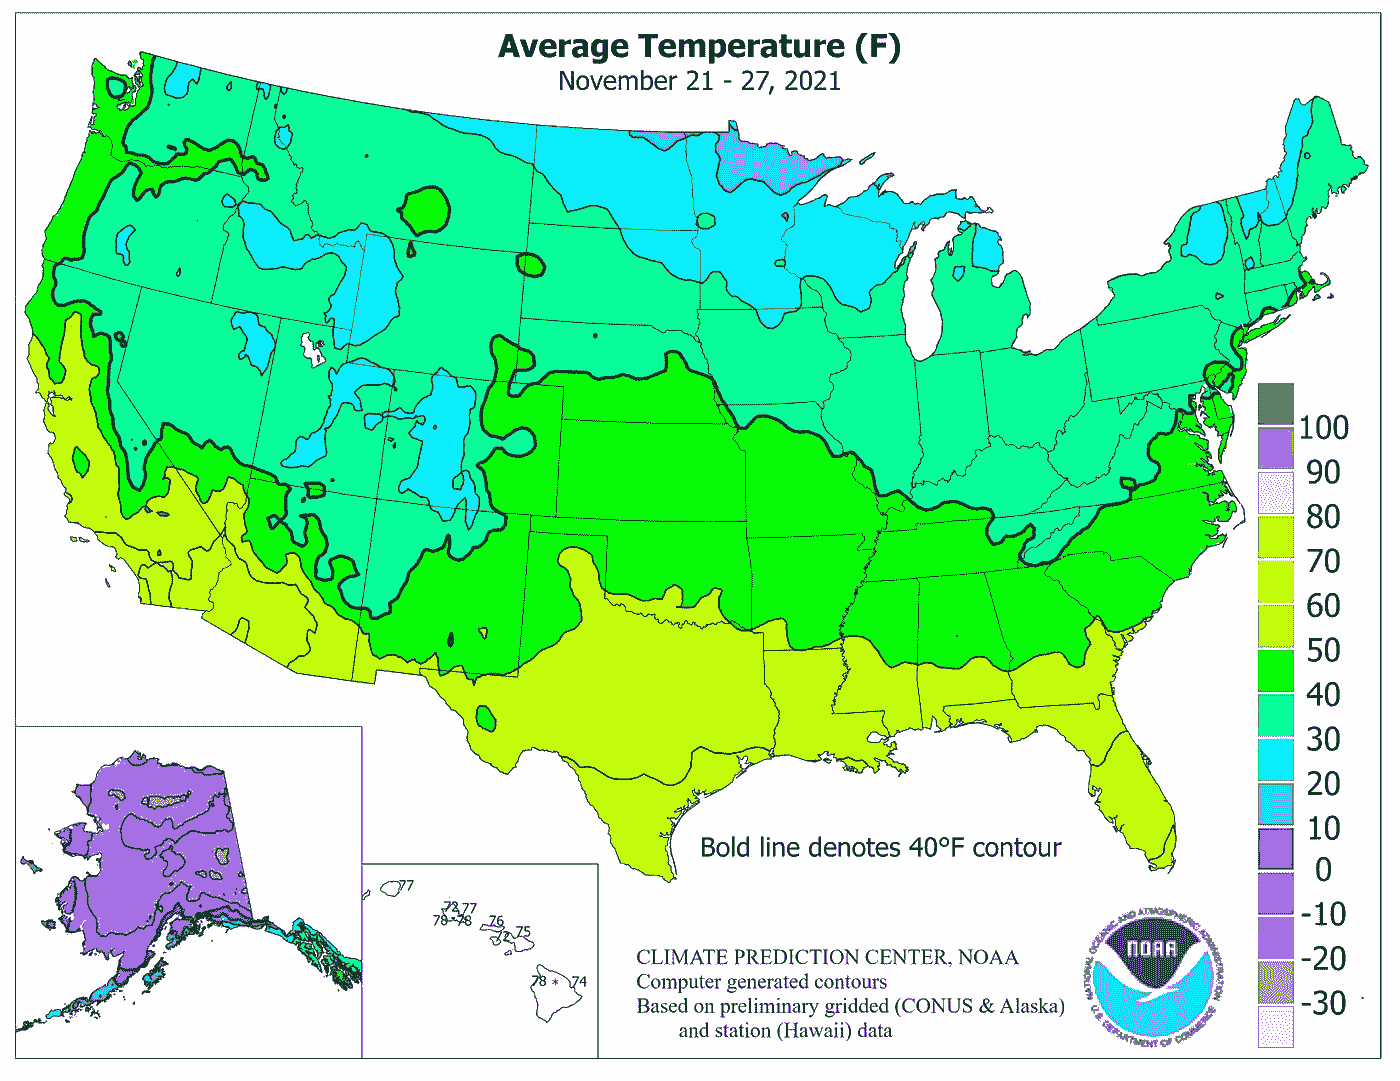 Average Temperature (F)
November 21 - 27, 2021
100
90
80
70
60
50
40
30
20
10
0
-10
-20
-30
Bold line denotes 40°F contour
77
72 77
78 78
76
72 75
78 * 74
CLIMATE PREDICTION CENTER, NOAA
Computer generated contours
Based on preliminary gridded (CONUS & Alaska)
and station (Hawaii) data
NATIONAL OCEANIC AND ATMOSPHERIC ADMINISTRATION
NOAA
U.S. DEPARTMENT OF COMMERCE